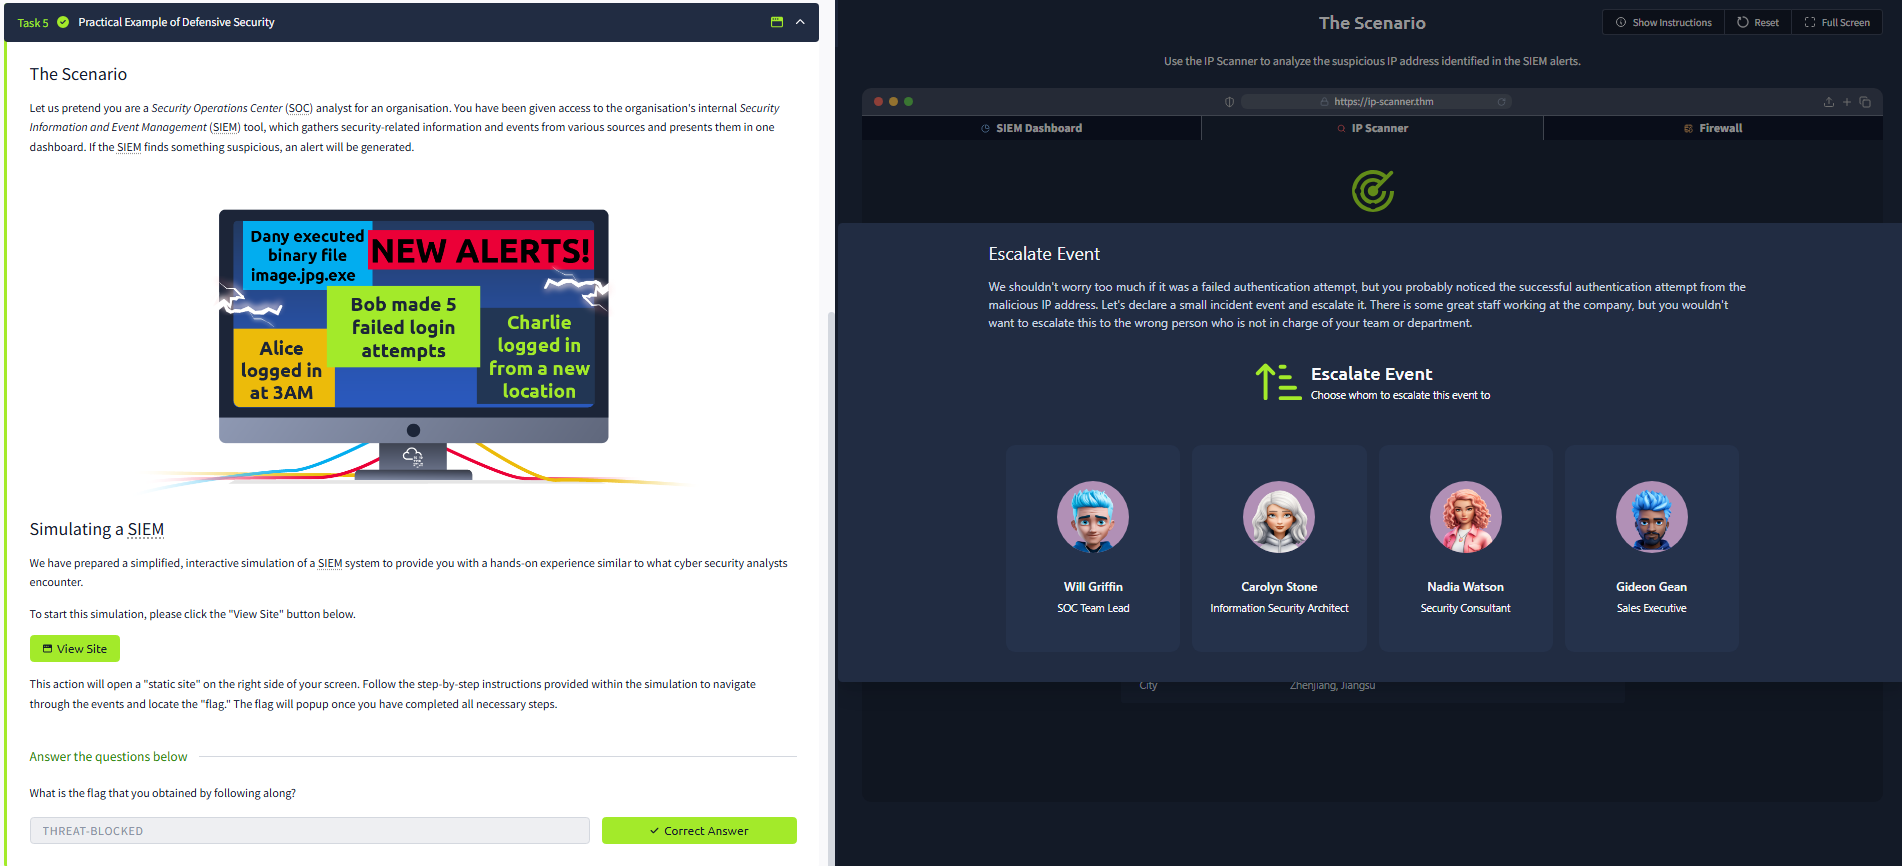 Task 5 Practical Example of Defensive Security
The Scenario
Let us pretend you are a Security Operations Center (SOC) analyst for an organisation. You have been given access to the organisation's internal Security
Information and Event Management (SIEM) tool, which gathers security-related information and events from various sources and presents them in one
dashboard. If the SIEM finds something suspicious, an alert will be generated.
Dany executed
binary file
image.jpg.exe
NEW ALERTS!
Bob made 5
failed login
attempts
Alice
logged in
at 3AM
Charlie
logged in
from a new
location
Simulating a SIEM
We have prepared a simplified, interactive simulation of a SIEM system to provide you with a hands-on experience similar to what cyber security analysts
encounter.
To start this simulation, please click the "View Site" button below.
View Site
This action will open a "static site" on the right side of your screen. Follow the step-by-step instructions provided within the simulation to navigate
through the events and locate the "flag." The flag will popup once you have completed all necessary steps.
Answer the questions below
What is the flag that you obtained by following along?
THREAT-BLOCKED
Correct Answer
The Scenario
Show Instructions
Reset
Full Screen
Use the IP Scanner to analyze the suspicious IP address identified in the SIEM alerts.
https://ip-scanner.thm
SIEM Dashboard
IP Scanner
Firewall
Escalate Event
We shouldn't worry too much if it was a failed authentication attempt, but you probably noticed the successful authentication attempt from the
malicious IP address. Let's declare a small incident event and escalate it. There is some great staff working at the company, but you wouldn't
want to escalate this to the wrong person who is not in charge of your team or department.
Escalate Event
Choose whom to escalate this event to
Will Griffin
SOC Team Lead
Carolyn Stone
Information Security Architect
Nadia Watson
Security Consultant
Gideon Gean
Sales Executive
City Zhenjiang, Jiangsu